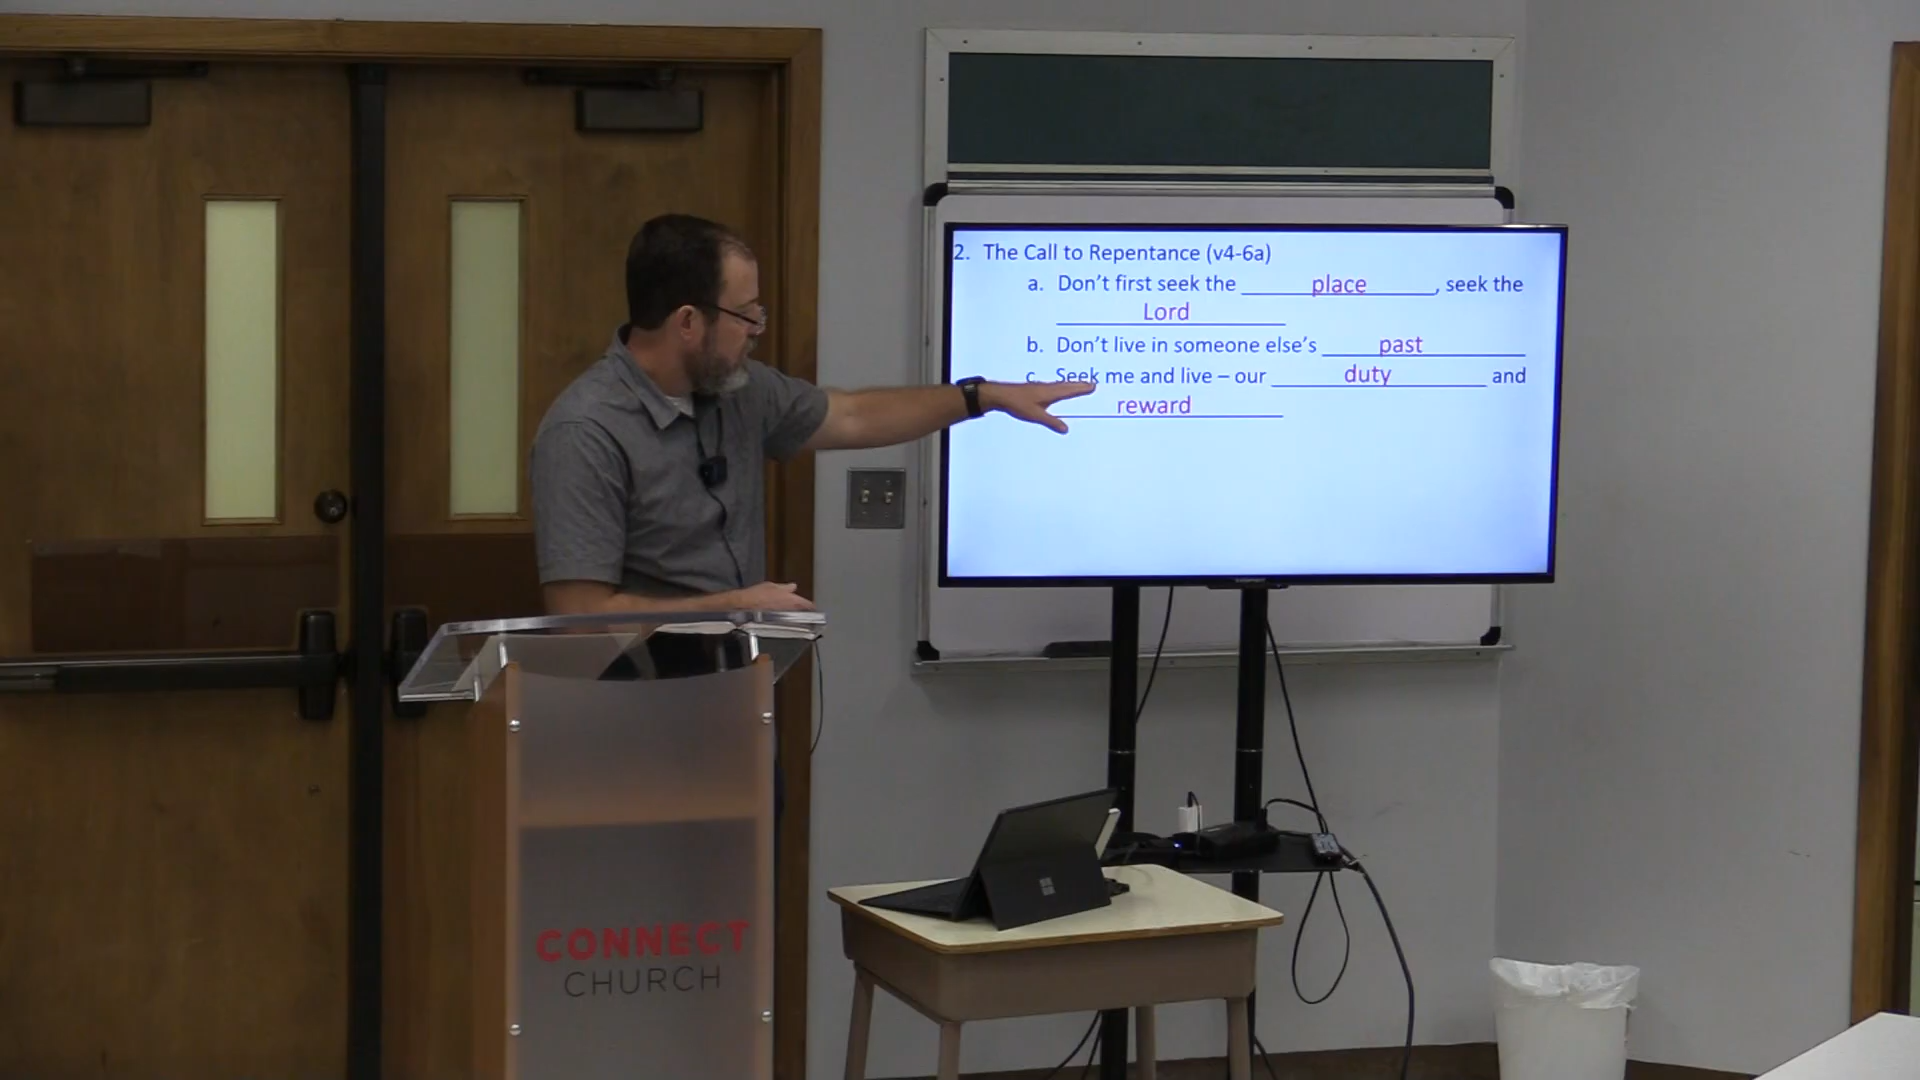 2. The Call to Repentance (v4-6a)
a. Don't first seek the place, seek the
Lord
b. Don't live in someone else's past
c. Seek me and live – our duty and
reward
CONNECT
CHURCH